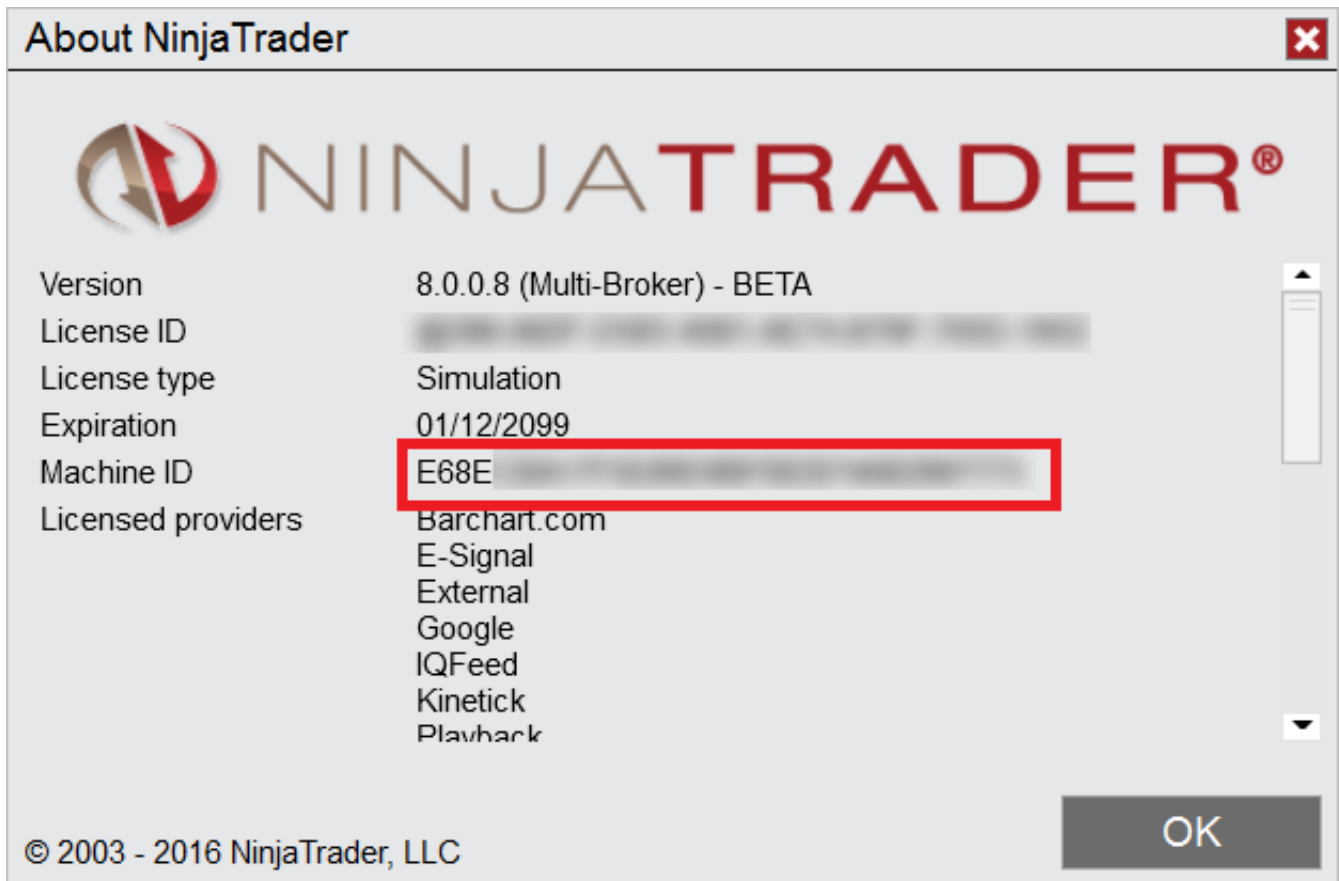 About NinjaTrader
NINJATRADER®
Version 8.0.0.8 (Multi-Broker) - BETA
License ID
License type Simulation
Expiration 01/12/2099
Machine ID E68E
Licensed providers Barchart.com
E-Signal
External
Google
IQFeed
Kinetick
Playback
OK
© 2003 - 2016 NinjaTrader, LLC